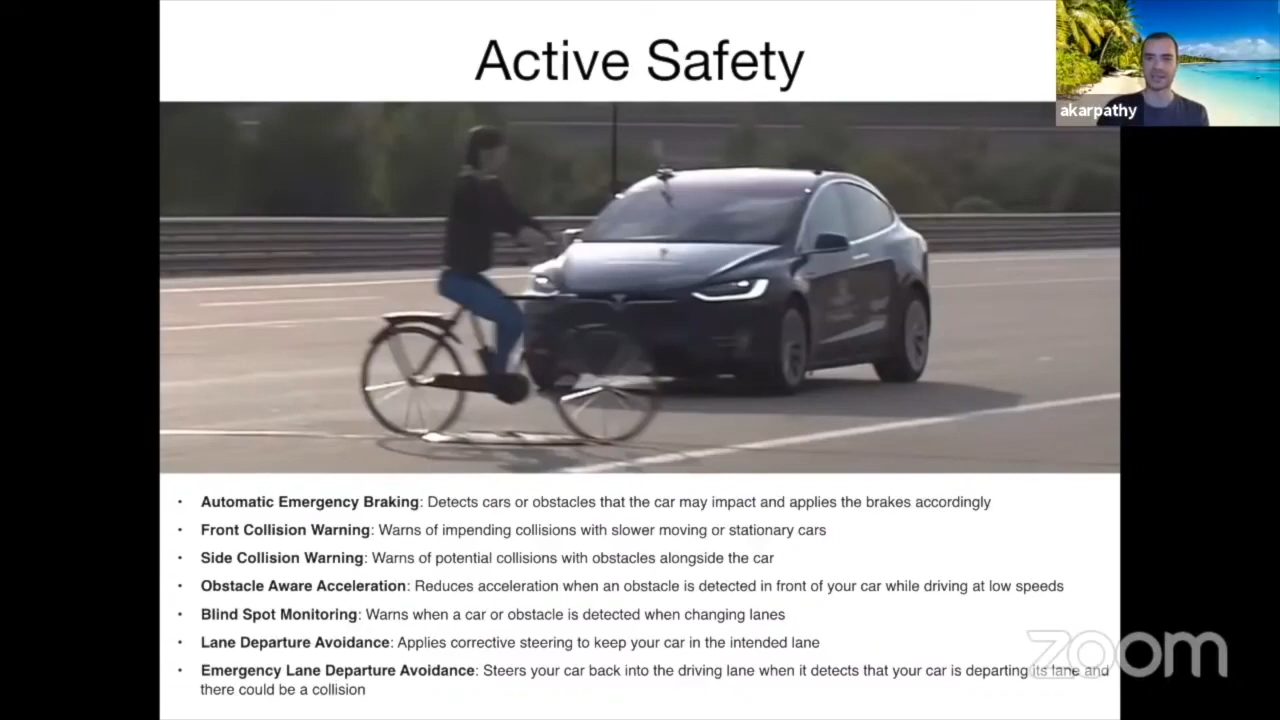 Active Safety
akarpathy
• Automatic Emergency Braking: Detects cars or obstacles that the car may impact and applies the brakes accordingly
• Front Collision Warning: Warns of impending collisions with slower moving or stationary cars
• Side Collision Warning: Warns of potential collisions with obstacles alongside the car
• Obstacle Aware Acceleration: Reduces acceleration when an obstacle is detected in front of your car while driving at low speeds
• Blind Spot Monitoring: Warns when a car or obstacle is detected when changing lanes
• Lane Departure Avoidance: Applies corrective steering to keep your car in the intended lane
• Emergency Lane Departure Avoidance: Steers your car back into the driving lane when it detects that your car is departing its lane and
there could be a collision
zoom